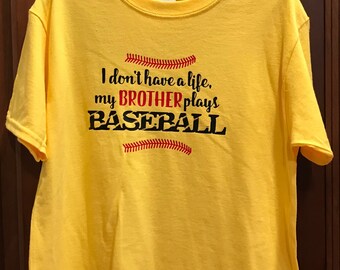 I don't have a life,
my BROTHER plays
BASEBALL